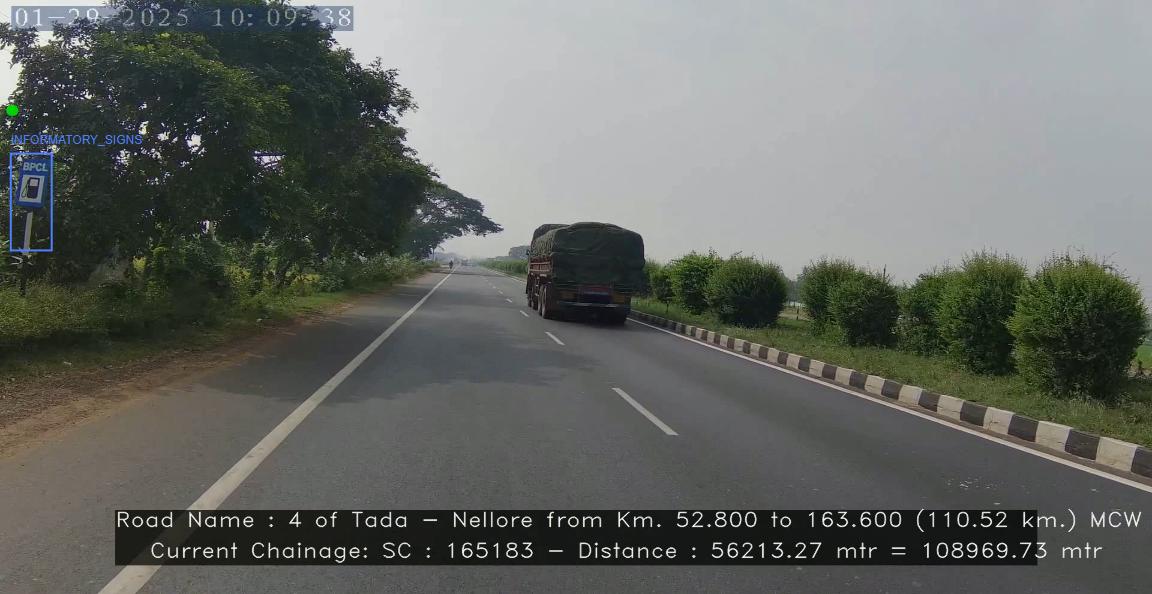 01-29-2025 10:09:38
INFORMATORY_SIGNS
BPCL
Road Name : 4 of Tada - Nellore from Km. 52.800 to 163.600 (110.52 km.) MCW
Current Chainage: SC : 165183 - Distance : 56213.27 mtr = 108969.73 mtr